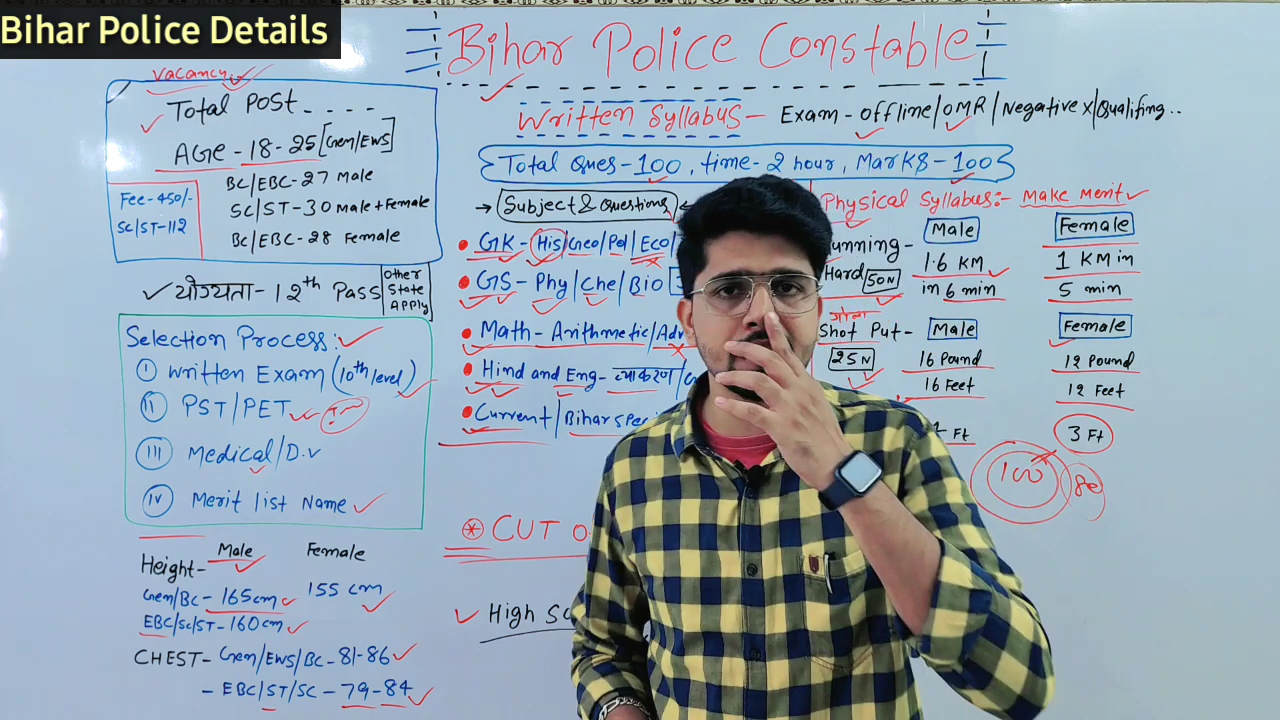 Bihar Police Details
Bihar Police Constable
Vacancy
Total Post - - - -
AGe - 18 - 25 [Gen/EWS]
BC/EBC - 27 Male
SC/ST - 30 Male + Female
BC/EBC - 28 Female
Fee - 450/-
SC/ST - 112
योग्यता - 12th Pass
Other
State
Apply
Selection Process :-
(I) Written Exam (10th level)
(II) PST/PET
(III) Medical/D.v
(IV) Merit list Name
Male Female
Height -
Gen/BC - 165cm 155 cm
EBC/SC/ST - 160cm
CHEST - Gen/EWS/BC - 81-86
- EBC/ST/SC - 79-84
Written Syllabus - Exam - offline/OMR/Negative x/Qualifing..
Total Ques - 100, time - 2 hour, Marks - 100
→ Subject & Questions
GK - His/Geo/Pol/Eco/
GS - Phy/Che/Bio
Math - Arithmetic/Adv
Hind and Eng - व्याकरण/
Current/Bihar spe
CUT O
High Sc
Physical Syllabus :- Make Merit
Male Female
unning -
Hard 50N
1.6 KM 1 KM in
in 6 min 5 min
गोला
Shot Put - Male Female
25N
16 Pound 12 Pound
16 Feet 12 Feet
Ft 3 Ft
100 80